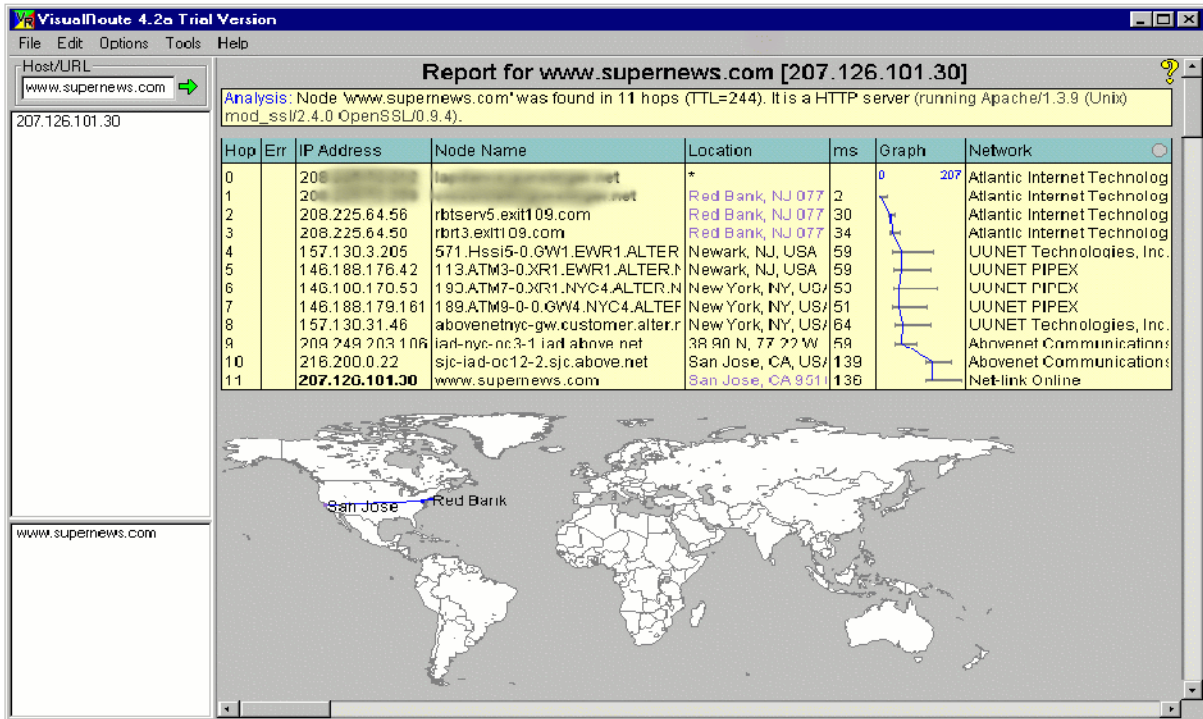 VisualRoute 4.2a Trial Version
File Edit Options Tools Help
Host/URL
www.supernews.com
207.126.101.30
www.supernews.com
Report for www.supernews.com [207.126.101.30]
Analysis: Node 'www.supernews.com' was found in 11 hops (TTL=244). It is a HTTP server (running Apache/1.3.9 (Unix)
mod_ssl/2.4.0 OpenSSL/0.9.4).
Hop Err IP Address Node Name Location ms Graph Network
0 * 0 207 Atlantic Internet Technolog
1 Red Bank, NJ 077 2 Atlantic Internet Technolog
2 208.225.64.56 rbtserv5.exit109.com Red Bank, NJ 077 30 Atlantic Internet Technolog
3 208.225.64.50 rbrt3.exit109.com Red Bank, NJ 077 34 Atlantic Internet Technolog
4 157.130.3.205 571.Hssi5-0.GW1.EWR1.ALTER Newark, NJ, USA 59 UUNET Technologies, Inc.
5 146.188.176.42 113.ATM3-0.XR1.EWR1.ALTER.N Newark, NJ, USA 59 UUNET PIPEX
6 ALTER.N New York, NY, UUNET PIPEX
7 146.188.179.161 189.ATM9-0-0.GW4.NYC4.ALTER New York, NY, 51 UUNET PIPEX
8 157.130.31.46 abovenetnyc-gw.customer.alter.r New York, NY, 64 UUNET Technologies, Inc.
9 209.249.203.106 iad-nyc-oc3-1.iad.above.net 38.90 N, 77.22 W 59 Abovenet Communications
10 216.200.0.22 sjc-iad-oc12-2.sjc.above.net San Jose, CA, 139 Abovenet Communications
11 207.126.101.30 www.supernews.com San Jose, CA 951 136 Net-link Online
San Jose
Red Bank